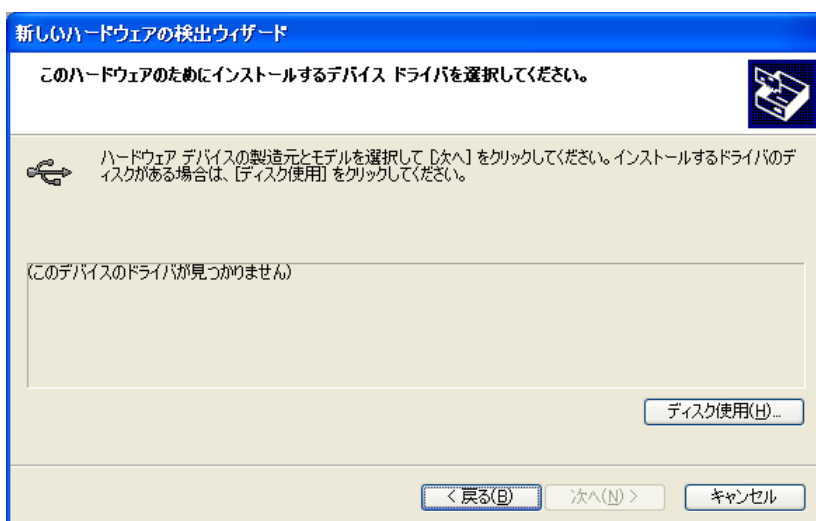 新しいハードウェアの検出ウィザード
このハードウェアのためにインストールするデバイス ドライバを選択してください。
ハードウェア デバイスの製造元とモデルを選択して [次へ] をクリックしてください。インストールするドライバのデ
ィスクがある場合は、[ディスク使用] をクリックしてください。
(このデバイスのドライバが見つかりません)
ディスク使用(H)...
< 戻る(B)
次へ(N) >
キャンセル